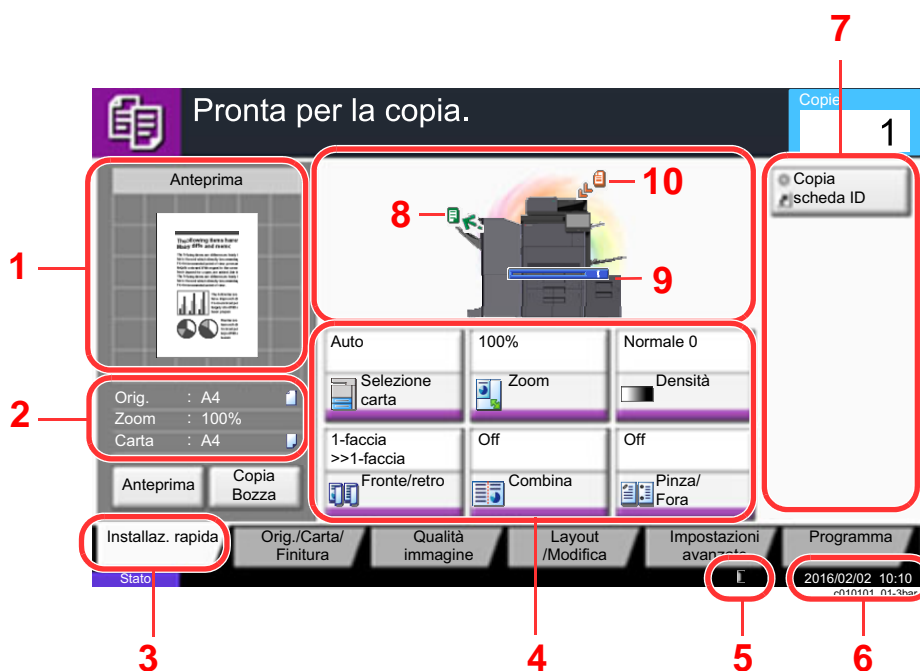 7
Pronta per la copia.
Copie
1
Anteprima
10
8
9
1
Copia
scheda ID
Auto
100%
Normale 0
Selezione
carta
Zoom
Densità
2
Orig. : A4
Zoom : 100%
Carta : A4
1-faccia
>>1-faccia
Off
Off
Fronte/retro
Combina
Pinza/
Fora
Anteprima
Copia
Bozza
Installaz. rapida
Orig./Carta/
Finitura
Qualità
immagine
Layout
/Modifica
Impostazioni
avanzate
Programma
Stato
2016/02/02 10:10
c010101_01-3bar
3
4
5
6